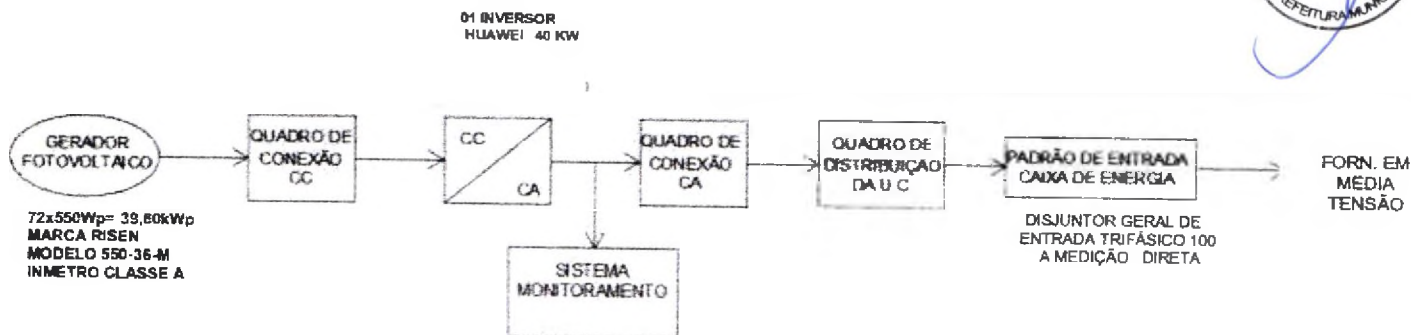 01 INVERSOR
HUAWEI 40 KW
GERADOR
FOTOVOLTAICO
QUADRO DE
CONEXÃO
CC
CC
CA
QUADRO DE
CONEXÃO
CA
QUADRO DE
DISTRIBUIÇAO
DA U C
PADRÃO DE ENTRADA
CAIXA DE ENERGIA
FORN. EM
MEDIA
TENSÃO
72x550Wp= 39,60kWp
MARCA RISEN
MODELO 550-36-M
INMETRO CLASSE A
SISTEMA
MONITORAMENTO
DISJUNTOR GERAL DE
ENTRADA TRIFÁSICO 100
A MEDIÇÃO DIRETA